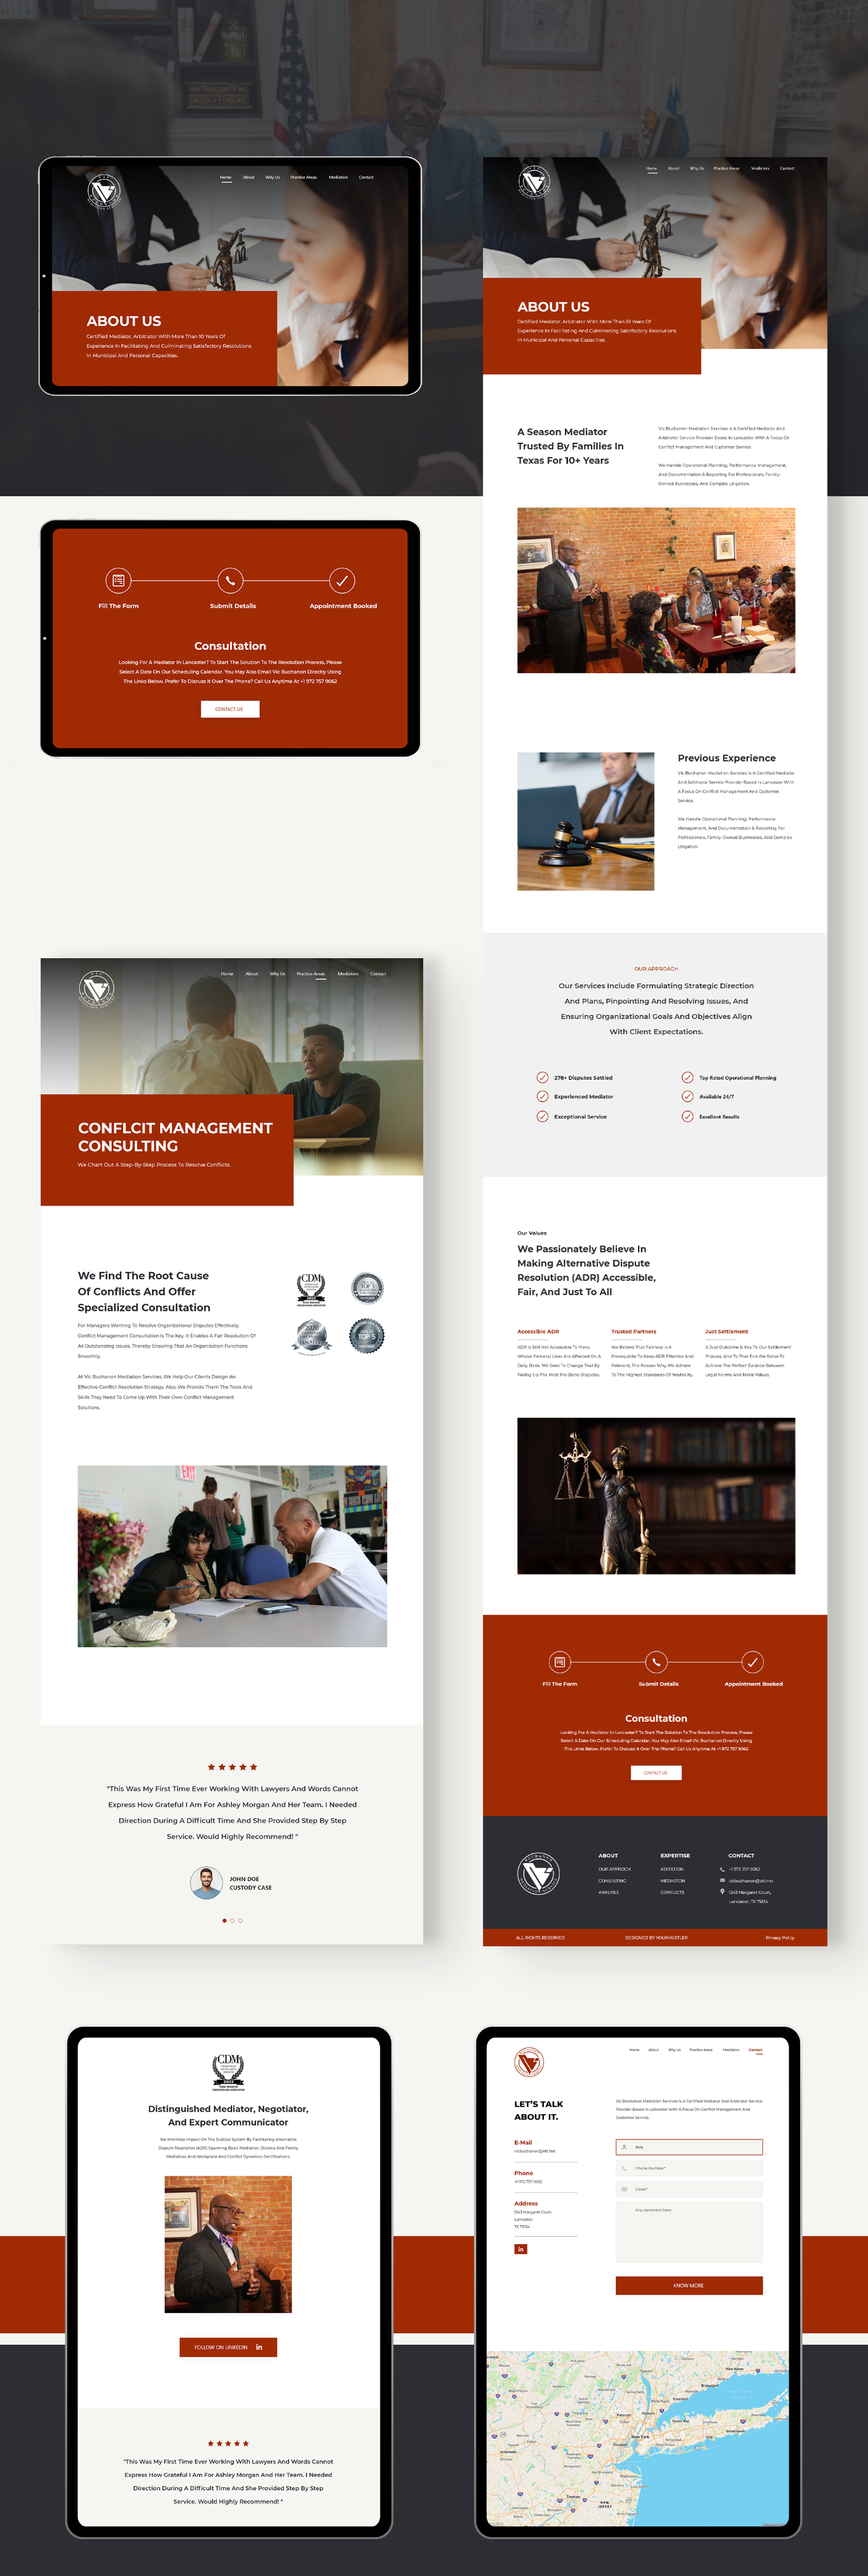 Home About Why Us Practice Areas Mediators Contact
ABOUT US
Certified Mediator, Arbitrator With More Than 10 Years Of
Experience In Facilitating And Culminating Satisfactory Resolutions
In Municipal And Personal Capacities.
Fill The Form Submit Details Appointment Booked
Consultation
Looking For A Mediator In Lancaster? To Start The Solution To The Resolution Process, Please
Select A Date On Our Scheduling Calendar. You May Also Email Vic Buchanon Directly Using
The Links Below. Prefer To Discuss It Over The Phone? Call Us Anytime At +1 972 757 9062
CONTACT US
Home About Why Us Practice Areas Mediators Contact
CONFLCIT MANAGEMENT
CONSULTING
We Chart Out A Step-By-Step Process To Resolve Conflicts.
We Find The Root Cause
Of Conflicts And Offer
Specialized Consultation
CDM
TOP 5
2020
TOP 5
For Managers Wanting To Resolve Organizational Disputes Effectively,
Conflict Management Consultation Is The Key. It Enables A Fair Resolution Of
All Outstanding Issues, Thereby Ensuring That An Organization Functions
Smoothly.
At Vic Buchanan Mediation Services, We Help Our Clients Design An
Effective Conflict Resolution Strategy. Also, We Provide Them The Tools And
Skills They Need To Come Up With Their Own Conflict Management
Solutions.
EXIT
"This Was My First Time Ever Working With Lawyers And Words Cannot
Express How Grateful I Am For Ashley Morgan And Her Team. I Needed
Direction During A Difficult Time And She Provided Step By Step
Service. Would Highly Recommend! "
JOHN DOE
CUSTODY CASE
Home About Why Us Practice Areas Mediators Contact
ABOUT US
Certified Mediator, Arbitrator With More Than 10 Years Of
Experience In Facilitating And Culminating Satisfactory Resolutions
In Municipal And Personal Capacities.
A Season Mediator
Trusted By Families In
Texas For 10+ Years
Vic Buchanan Mediation Services Is A Certified Mediator And
Arbitrator Service Provider Based In Lancaster With A Focus On
Conflict Management And Customer Service.
We Handle Operational Planning, Performance Management,
And Documentation & Reporting For Professionals, Family-
Owned Businesses, And Complex Litigation.
Previous Experience
Vic Buchanan Mediation Services Is A Certified Mediator
And Arbitrator Service Provider Based In Lancaster With
A Focus On Conflict Management And Customer
Service.
We Handle Operational Planning, Performance
Management, And Documentation & Reporting For
Professionals, Family-Owned Businesses, And Complex
Litigation.
OUR APPROACH
Our Services Include Formulating Strategic Direction
And Plans, Pinpointing And Resolving Issues, And
Ensuring Organizational Goals And Objectives Align
With Client Expectations.
278+ Disputes Settled Top Rated Operational Planning
Experienced Mediator Available 24/7
Exceptional Service Excellent Results
Our Values
We Passionately Believe In
Making Alternative Dispute
Resolution (ADR) Accessible,
Fair, And Just To All
Accessible ADR
ADR Is Still Not Accessible To Many
Whose Personal Lives Are Affected On A
Daily Basis. We Seek To Change That By
Taking Up The Most Pro Bone Disputes.
Trusted Partners
We Believe That Fairness Is A
Prerequisite To Keep ADR Effective And
Relevant, The Reason Why, We Adhere
To The Highest Standards Of Neutrality.
Just Settlement
A Just Outcome Is Key To Our Settlement
Process, And To That End We Strive To
Achieve The Perfect Balance Between
Legal Norms And Moral Values.
Fill The Form Submit Details Appointment Booked
Consultation
Looking For A Mediator In Lancaster? To Start The Solution To The Resolution Process, Please
Select A Date On Our Scheduling Calendar. You May Also Email Vic Buchanon Directly Using
The Links Below. Prefer To Discuss It Over The Phone? Call Us Anytime At +1 972 757 9062
CONTACT US
ABOUT EXPERTISE CONTACT
OUR APPROCH ADITATION +1 972 757 9062
CONSULTING MEDIATION vicbuchanon@att.net
ANALYSIS CONFLICTS 1343 Margaret Court,
Lancaster, TX 75134
ALL RIGHTS RESERVED DESIGNED BY YOURHUSTLER Privacy Policy
CDM
Distinguished Mediator, Negotiator,
And Expert Communicator
We Intensise Impact On The Judicial System By Facilitating Alternative
Dispute Resolution (ADR) Spanning Basic Mediation, Divorce And Family
Mediation, And Workplace And Conflict Dynamics Certifications.
FOLLOW ON LINKEDIN in
"This Was My First Time Ever Working With Lawyers And Words Cannot
Express How Grateful I Am For Ashley Morgan And Her Team. I Needed
Direction During A Difficult Time And She Provided Step By Step
Service. Would Highly Recommend! "
Home About Why Us Practice Areas Mediators Contact
LET'S TALK
ABOUT IT.
E-Mail
Vicbuchanon@Att.Net
Phone
+1 972 757 9062
Address
1343 Margaret Court,
Lancaster,
TX 75134
in
Vic Buchanan Mediation Services Is A Certified Mediator And Arbitrator Service
Provider Based In Lancaster With A Focus On Conflict Management And
Customer Service.
Phone Number*
Email*
Any comment here
KNOW MORE
New York
Paterson
Trenton
NEW
JERSEY